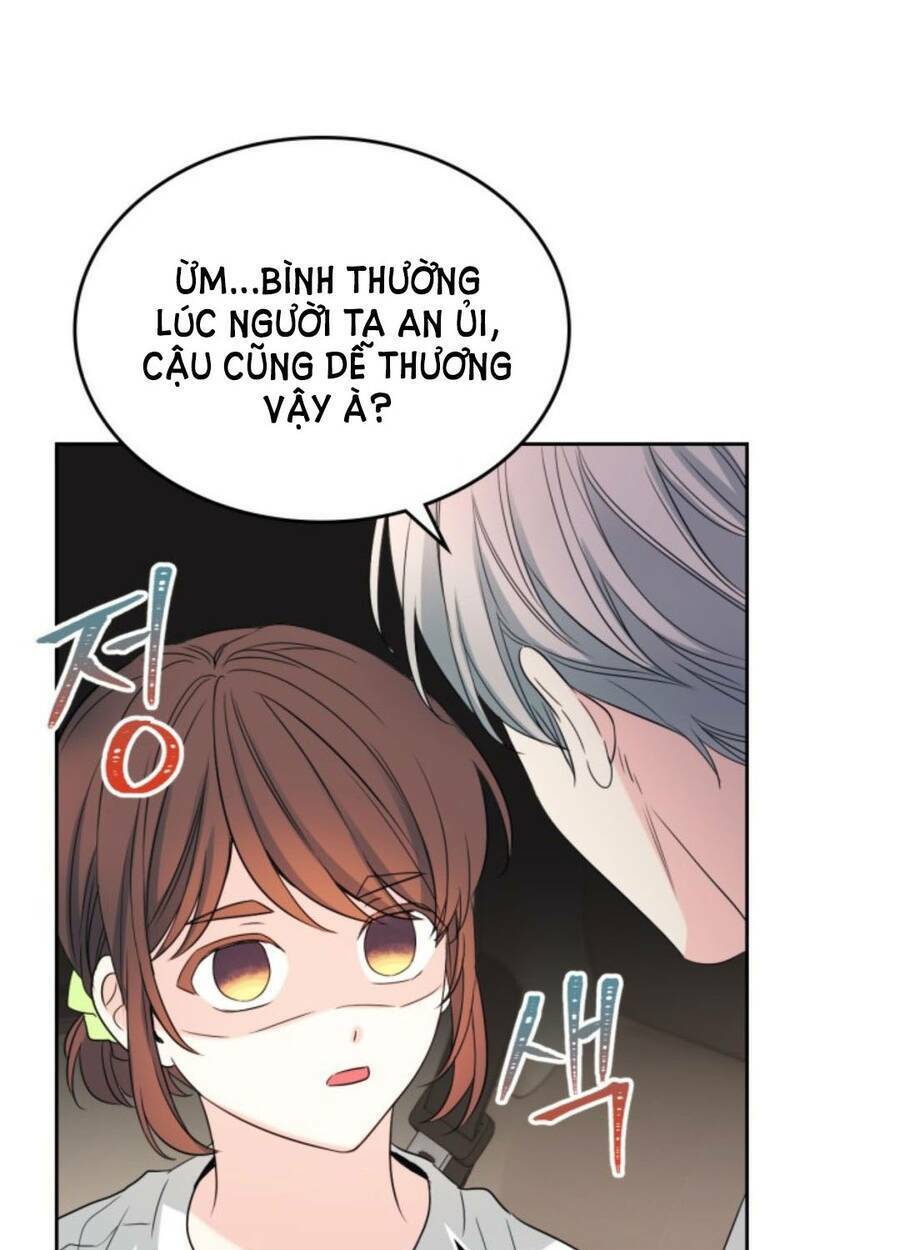 ỪM...BÌNH THƯỜNG
LÚC NGƯỜI TA AN ỦI,
CẬU CŨNG DỄ THƯƠNG
VẬY À?
정
색